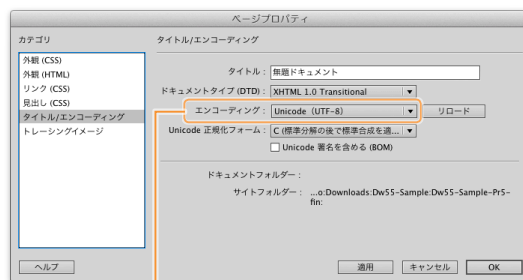 ページプロパティ
カテゴリ
外観 (CSS)
外観 (HTML)
リンク (CSS)
見出し (CSS)
タイトル/エンコーディング
トレーシングイメージ
タイトル/エンコーディング
タイトル : 無題ドキュメント
ドキュメントタイプ (DTD) : XHTML 1.0 Transitional
エンコーディング : Unicode（UTF-8） リロード
Unicode 正規化フォーム : C (標準分解の後で標準合成を適...
Unicode 署名を含める (BOM)
ドキュメントフォルダー :
サイトフォルダー : ...o:Downloads:Dw55-Sample:Dw55-Sample-Pr5-
fin:
ヘルプ 適用 キャンセル OK